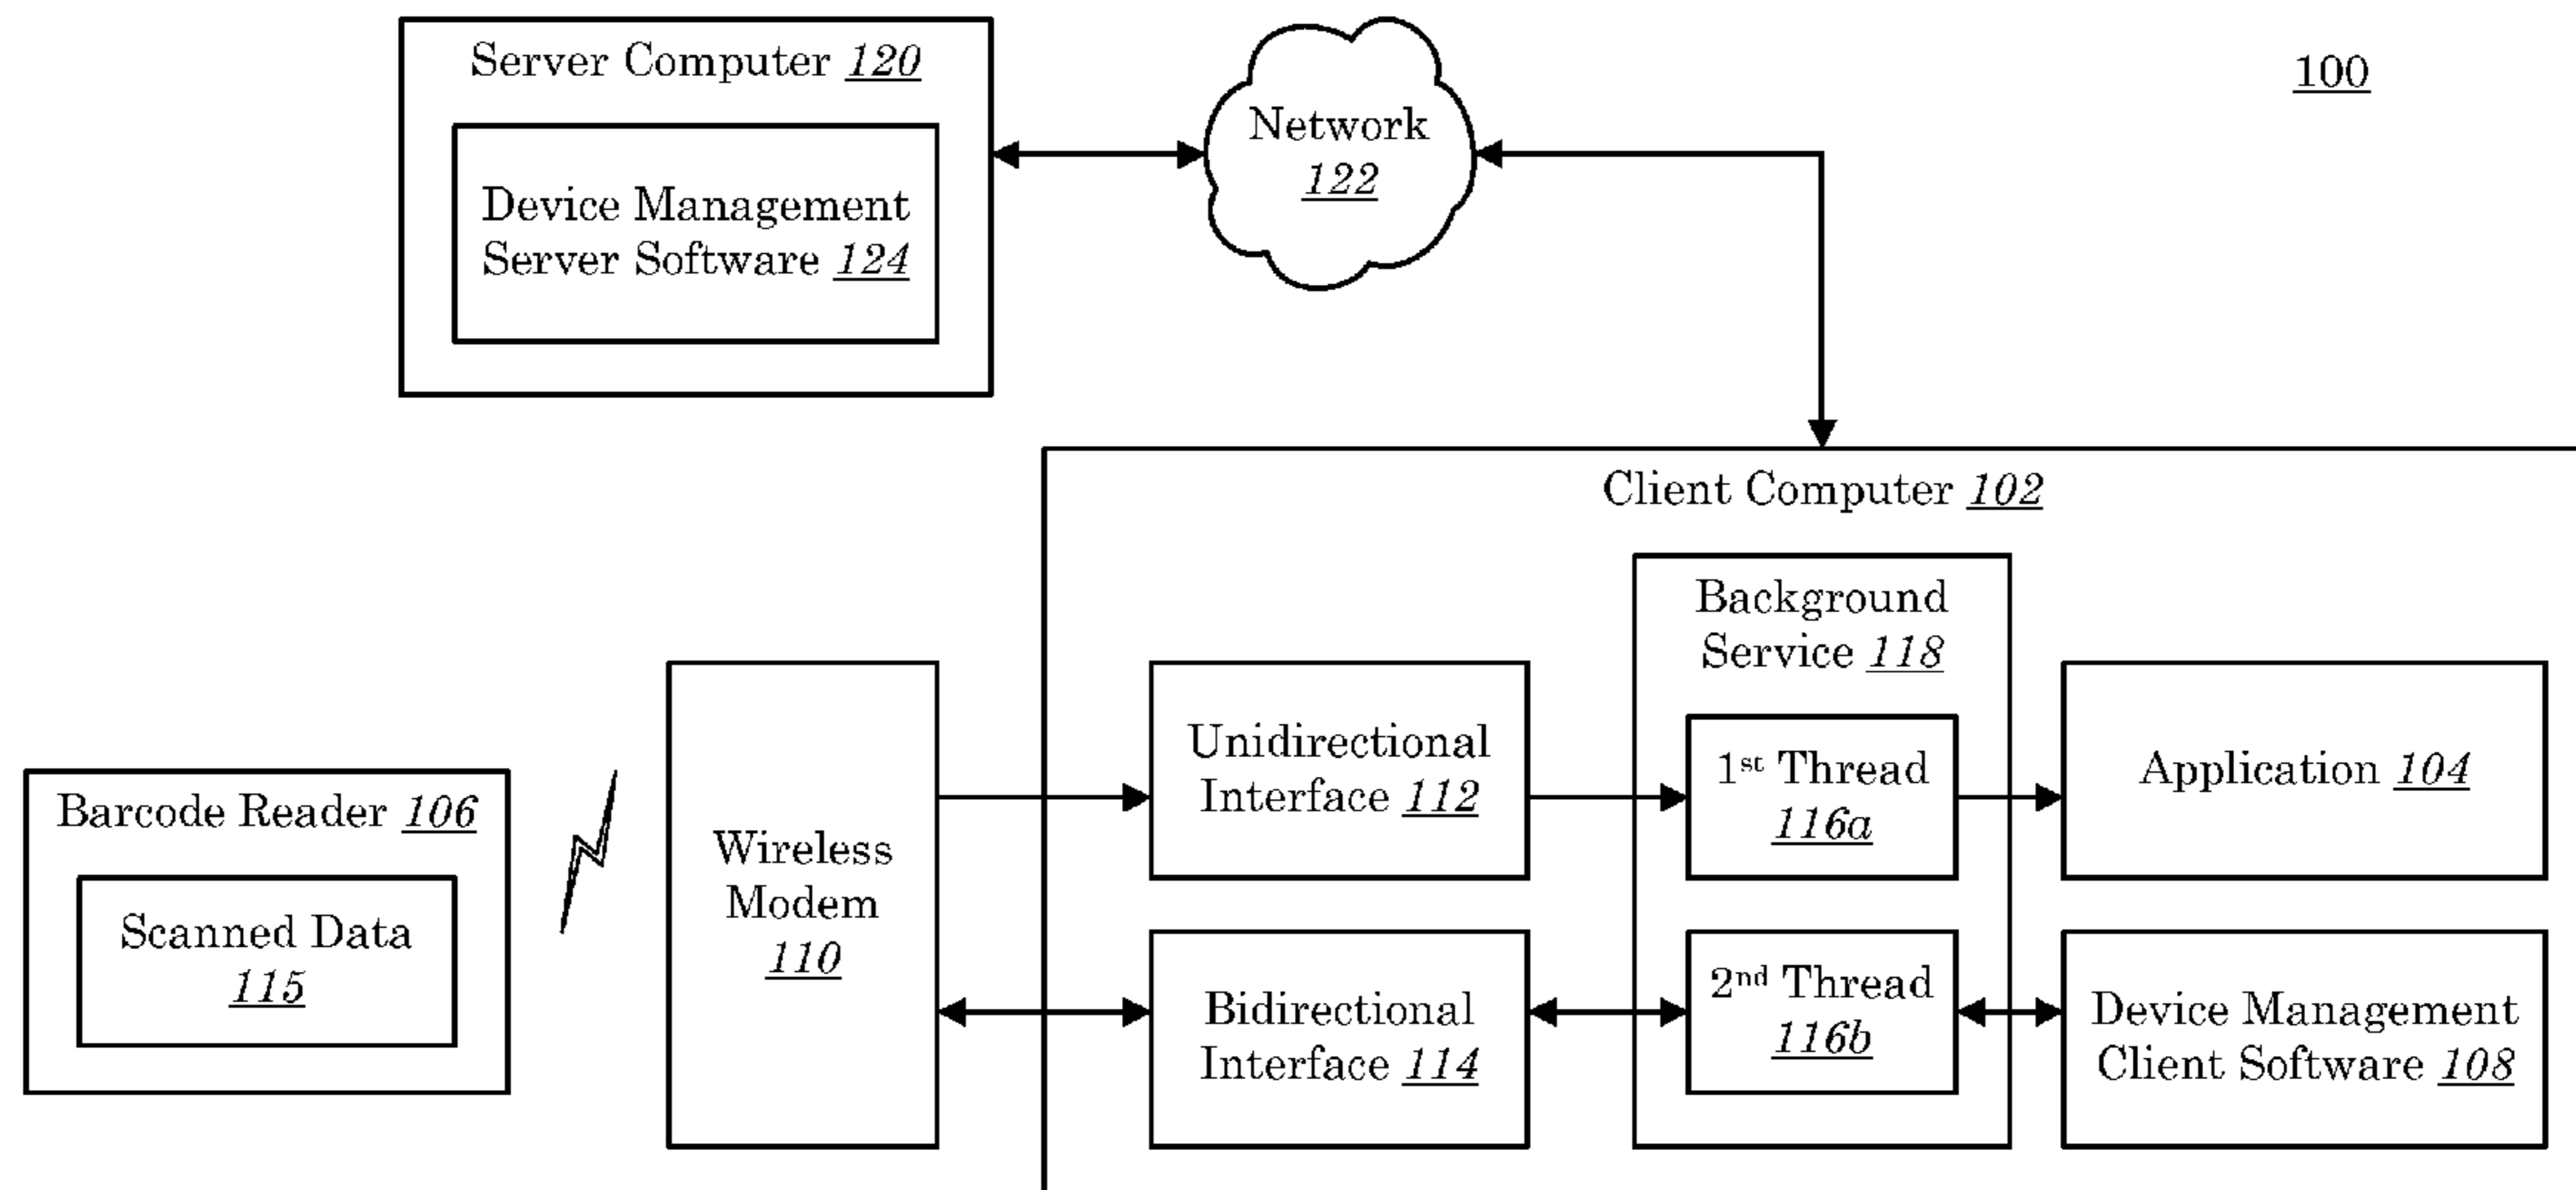 Server Computer 120
Device Management
Server Software 124
Network
122
100
Client Computer 102
Background
Service 118
Unidirectional
Interface 112
1st Thread
116a
Application 104
Barcode Reader 106
Scanned Data
115
Wireless
Modem
110
Bidirectional
Interface 114
2nd Thread
116b
Device Management
Client Software 108